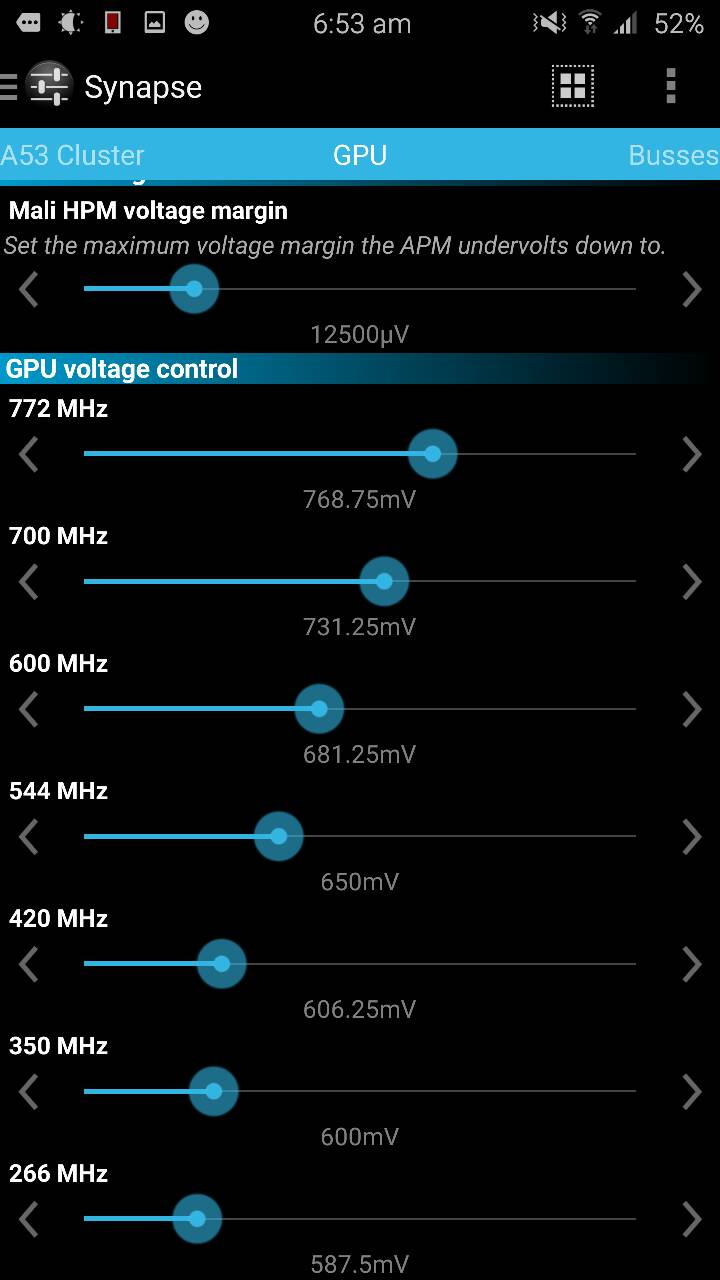 6:53 am
52%
Synapse
A53 Cluster GPU Busses
Mali HPM voltage margin
Set the maximum voltage margin the APM undervolts down to.
12500µV
GPU voltage control
772 MHz
768.75mV
700 MHz
731.25mV
600 MHz
681.25mV
544 MHz
650mV
420 MHz
606.25mV
350 MHz
600mV
266 MHz
587.5mV